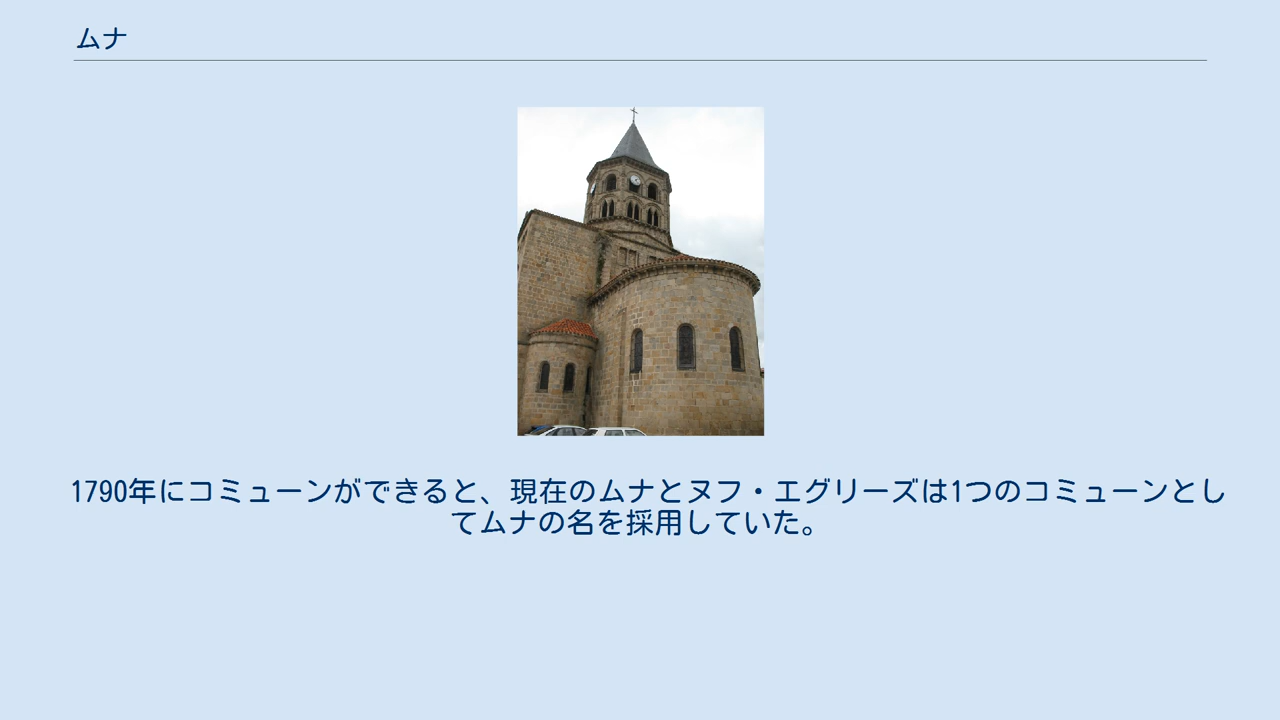 ムナ
1790年にコミューンができると、現在のムナとヌフ・エグリーズは1つのコミューンとし
てムナの名を採用していた。